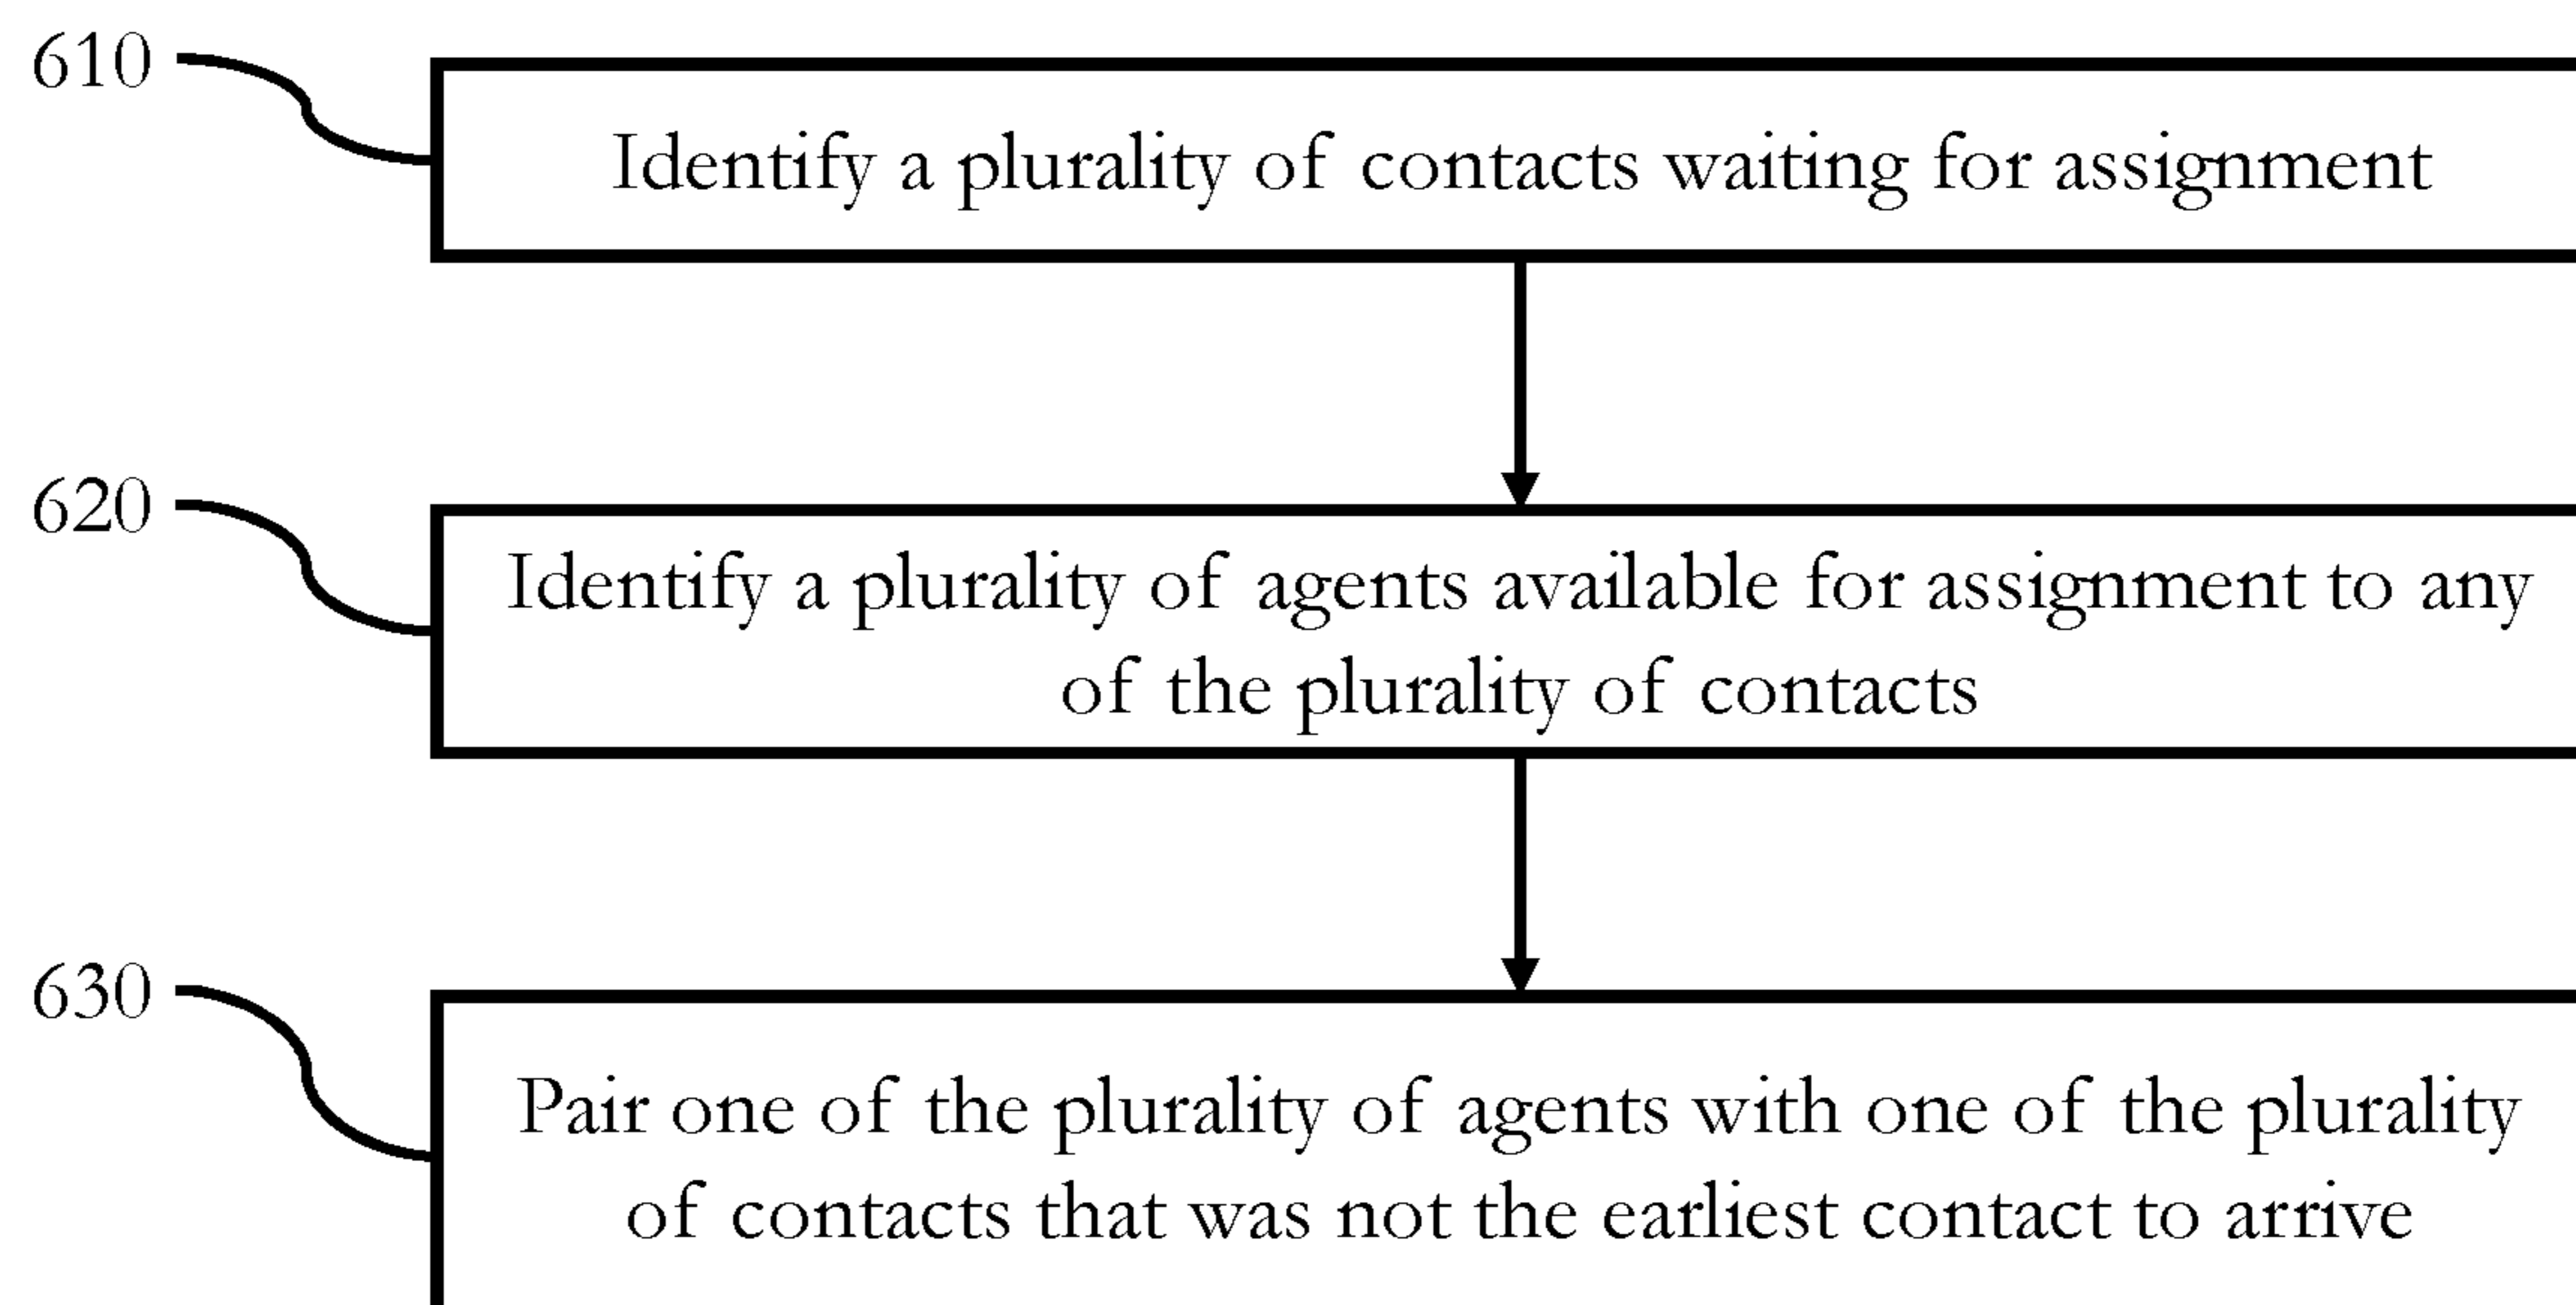 610
Identify a plurality of contacts waiting for assignment
620
Identify a plurality of agents available for assignment to any
of the plurality of contacts
630
Pair one of the plurality of agents with one of the plurality
of contacts that was not the earliest contact to arrive